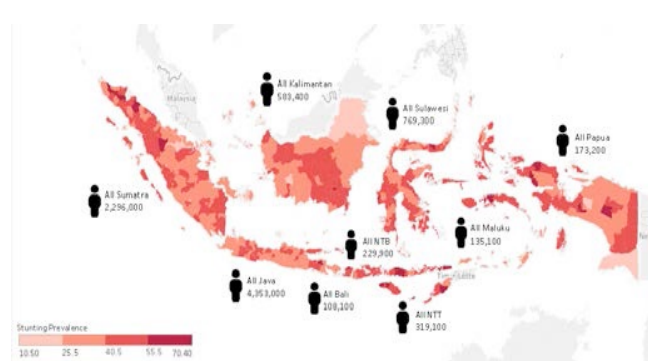 All Kalimantan
583,400
Malaysia
All Sulawesi
769,300
All Papua
173,200
All Sumatra
2,296,000
All NTB
229,900
All Maluku
135,100
All Java
4,353,000
All Bali
108,100
All NTT
319,100
Stunting Prevalence
10.50 25.5 40.5 55.5 70.40